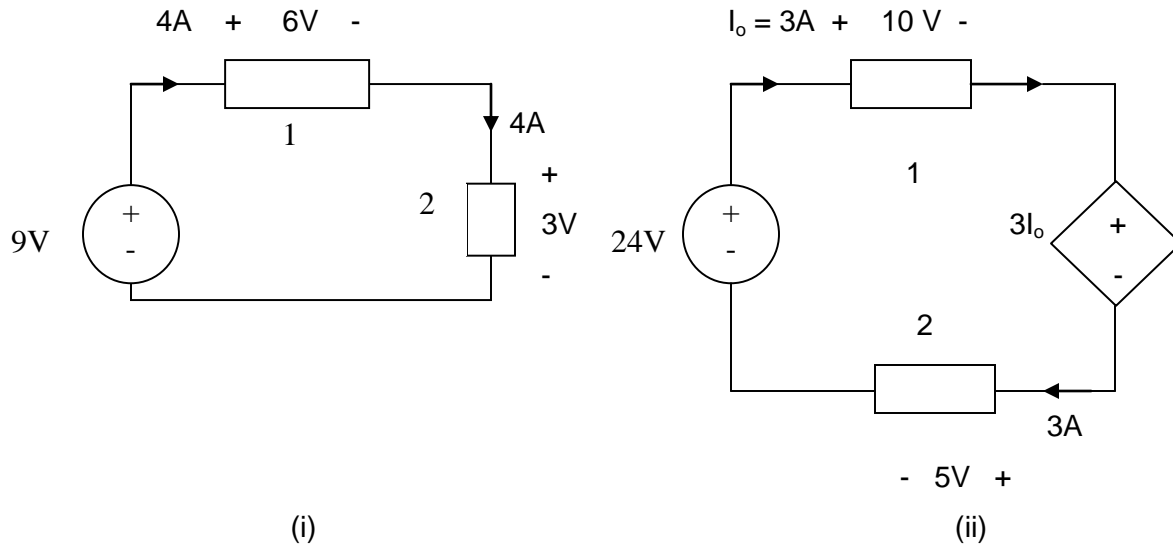 4A + 6V -
1
4A
+
2
3V
-
+
-
9V
(i)
Iₒ = 3A + 10 V -
1
+
-
24V
3Iₒ
+
-
2
3A
- 5V +
(ii)